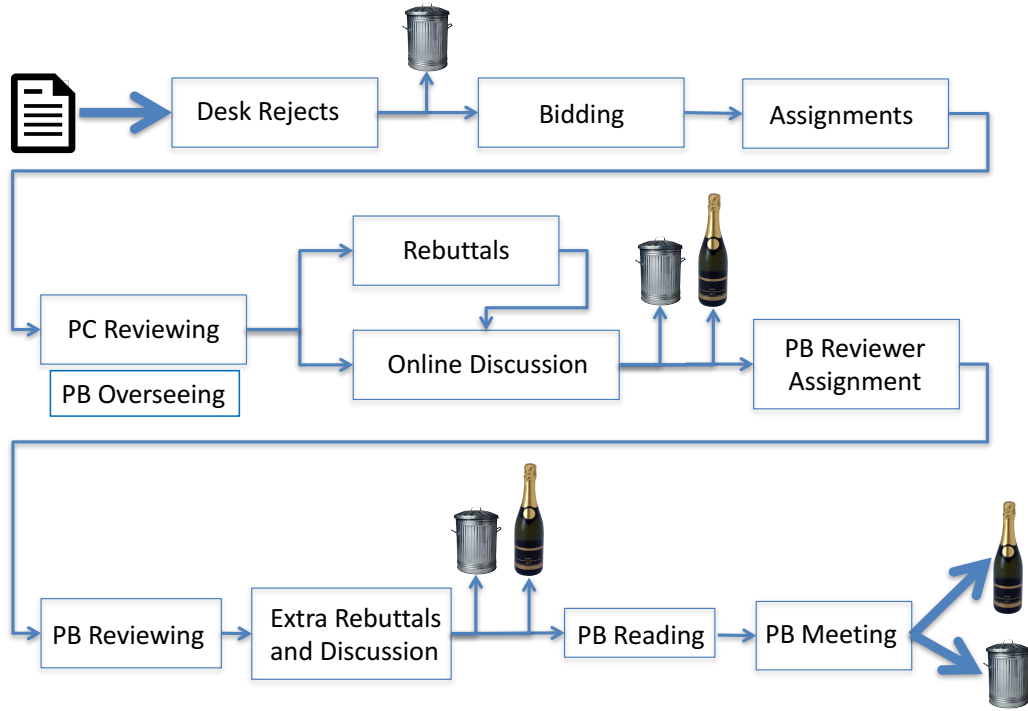 Desk Rejects
Bidding
Assignments
Rebuttals
PC Reviewing
PB Overseeing
Online Discussion
PB Reviewer
Assignment
PB Reviewing
Extra Rebuttals
and Discussion
PB Reading
PB Meeting